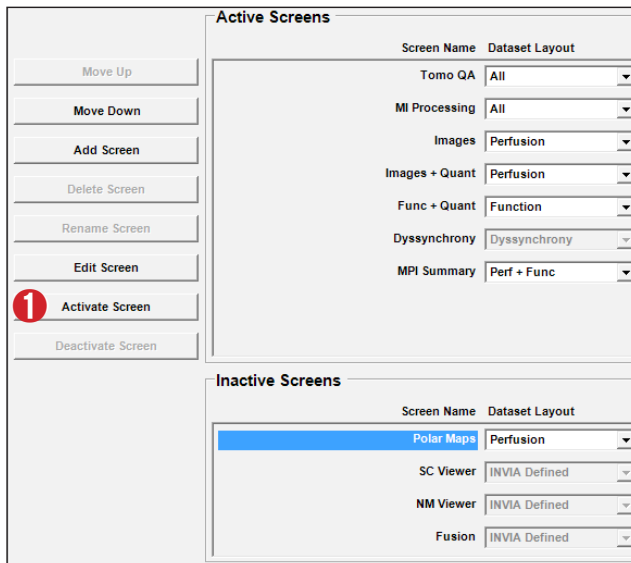 Active Screens
Screen Name Dataset Layout
Move Up
Move Down
Add Screen
Delete Screen
Rename Screen
Edit Screen
1 Activate Screen
Deactivate Screen
Tomo QA All
MI Processing All
Images Perfusion
Images + Quant Perfusion
Func + Quant Function
Dyssynchrony Dyssynchrony
MPI Summary Perf + Func
Inactive Screens
Screen Name Dataset Layout
Polar Maps Perfusion
SC Viewer INVIA Defined
NM Viewer INVIA Defined
Fusion INVIA Defined